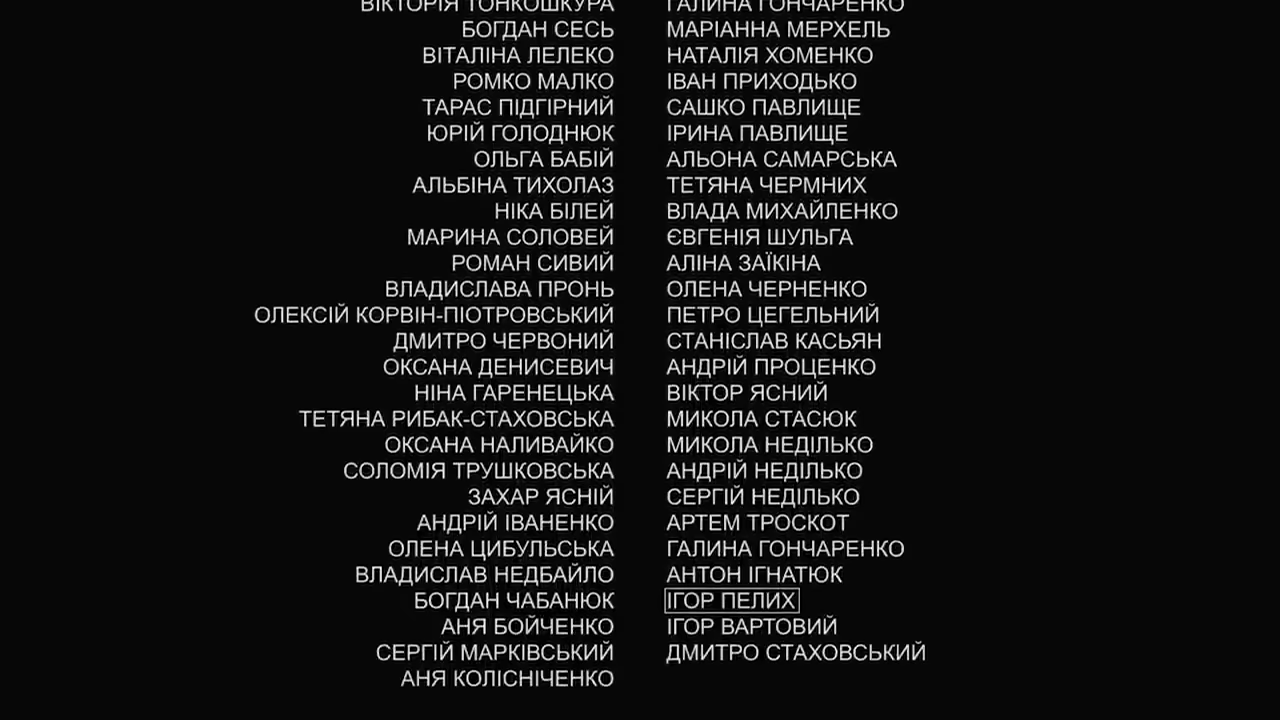 ВІКТОРІЯ ТОНКОШКУРА ГАЛИНА ГОНЧАРЕНКО
БОГДАН СЕСЬ МАРІАННА МЕРХЕЛЬ
ВІТАЛІНА ЛЕЛЕКО НАТАЛІЯ ХОМЕНКО
РОМКО МАЛКО ІВАН ПРИХОДЬКО
ТАРАС ПІДГІРНИЙ САШКО ПАВЛИЩЕ
ЮРІЙ ГОЛОДНЮК ІРИНА ПАВЛИЩЕ
ОЛЬГА БАБІЙ АЛЬОНА САМАРСЬКА
АЛЬБІНА ТИХОЛАЗ ТЕТЯНА ЧЕРМНИХ
НІКА БІЛЕЙ ВЛАДА МИХАЙЛЕНКО
МАРИНА СОЛОВЕЙ ЄВГЕНІЯ ШУЛЬГА
РОМАН СИВИЙ АЛІНА ЗАЇКІНА
ВЛАДИСЛАВА ПРОНЬ ОЛЕНА ЧЕРНЕНКО
ОЛЕКСІЙ КОРВІН-ПІОТРОВСЬКИЙ ПЕТРО ЦЕГЕЛЬНИЙ
ДМИТРО ЧЕРВОНИЙ СТАНІСЛАВ КАСЬЯН
ОКСАНА ДЕНИСЕВИЧ АНДРІЙ ПРОЦЕНКО
НІНА ГАРЕНЕЦЬКА ВІКТОР ЯСНИЙ
ТЕТЯНА РИБАК-СТАХОВСЬКА МИКОЛА СТАСЮК
ОКСАНА НАЛИВАЙКО МИКОЛА НЕДІЛЬКО
СОЛОМІЯ ТРУШКОВСЬКА АНДРІЙ НЕДІЛЬКО
ЗАХАР ЯСНІЙ СЕРГІЙ НЕДІЛЬКО
АНДРІЙ ІВАНЕНКО АРТЕМ ТРОСКОТ
ОЛЕНА ЦИБУЛЬСЬКА ГАЛИНА ГОНЧАРЕНКО
ВЛАДИСЛАВ НЕДБАЙЛО АНТОН ІГНАТЮК
БОГДАН ЧАБАНЮК ІГОР ПЕЛИХ
АНЯ БОЙЧЕНКО ІГОР ВАРТОВИЙ
СЕРГІЙ МАРКІВСЬКИЙ ДМИТРО СТАХОВСЬКИЙ
АНЯ КОЛІСНІЧЕНКО